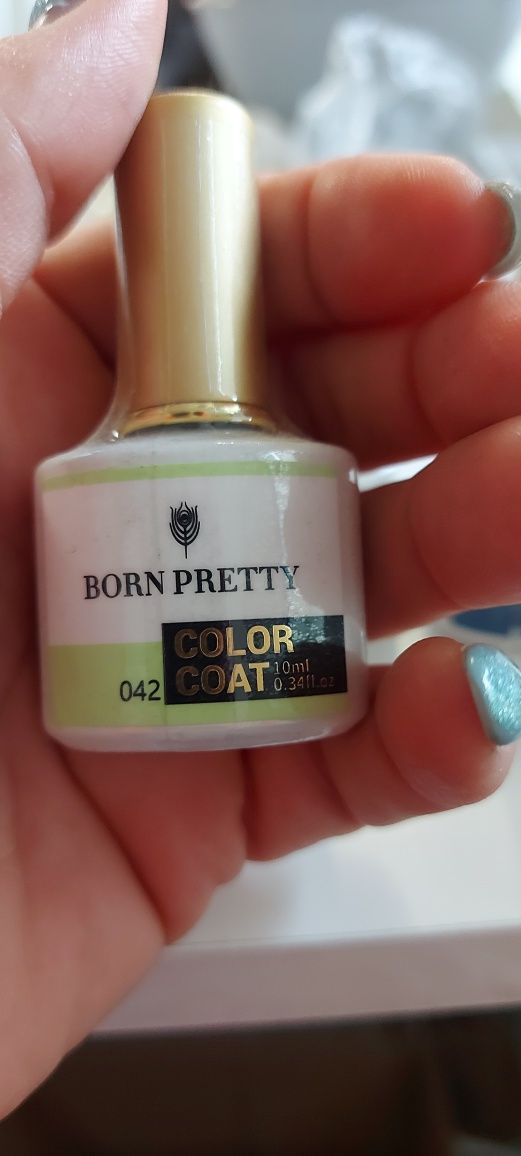 BORN PRETTY
COLOR
COAT 10ml
0.34fl.oz
042